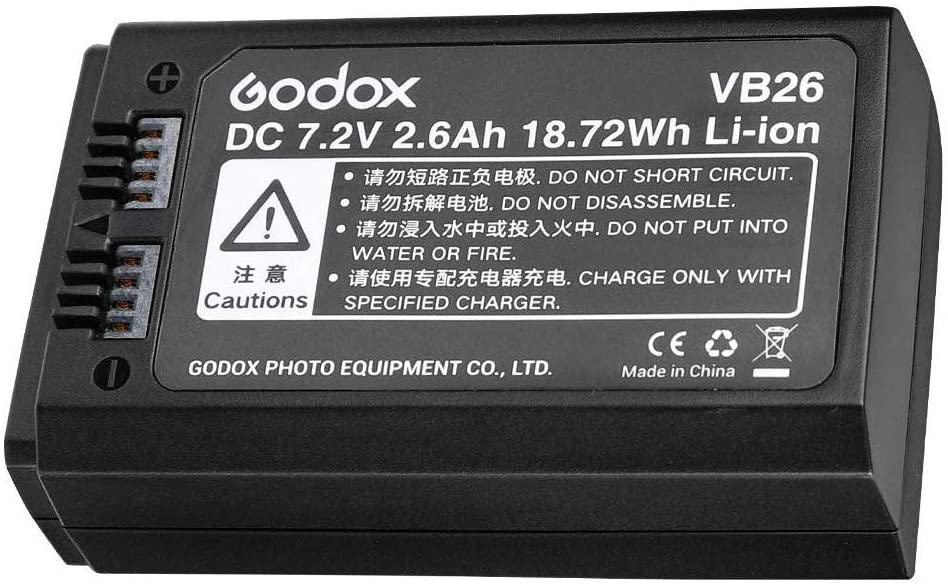 Godox VB26
DC 7.2V 2.6Ah 18.72Wh Li-ion
注意
Cautions
• 请勿短路正负电极. DO NOT SHORT CIRCUIT.
• 请勿拆解电池. DO NOT DISASSEMBLE.
• 请勿浸入水中或投入火中. DO NOT PUT INTO
WATER OR FIRE.
• 请使用专配充电器充电. CHARGE ONLY WITH
SPECIFIED CHARGER.
GODOX PHOTO EQUIPMENT CO., LTD.
CE
Made in China